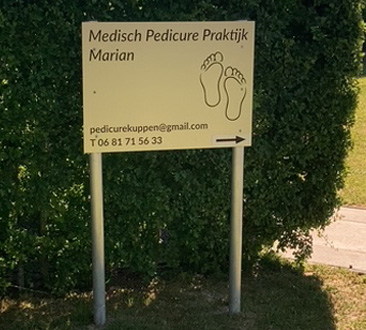 Medisch Pedicure Praktijk
Marian
pedicurekuppen@gmail.com
T 06 81 71 56 33